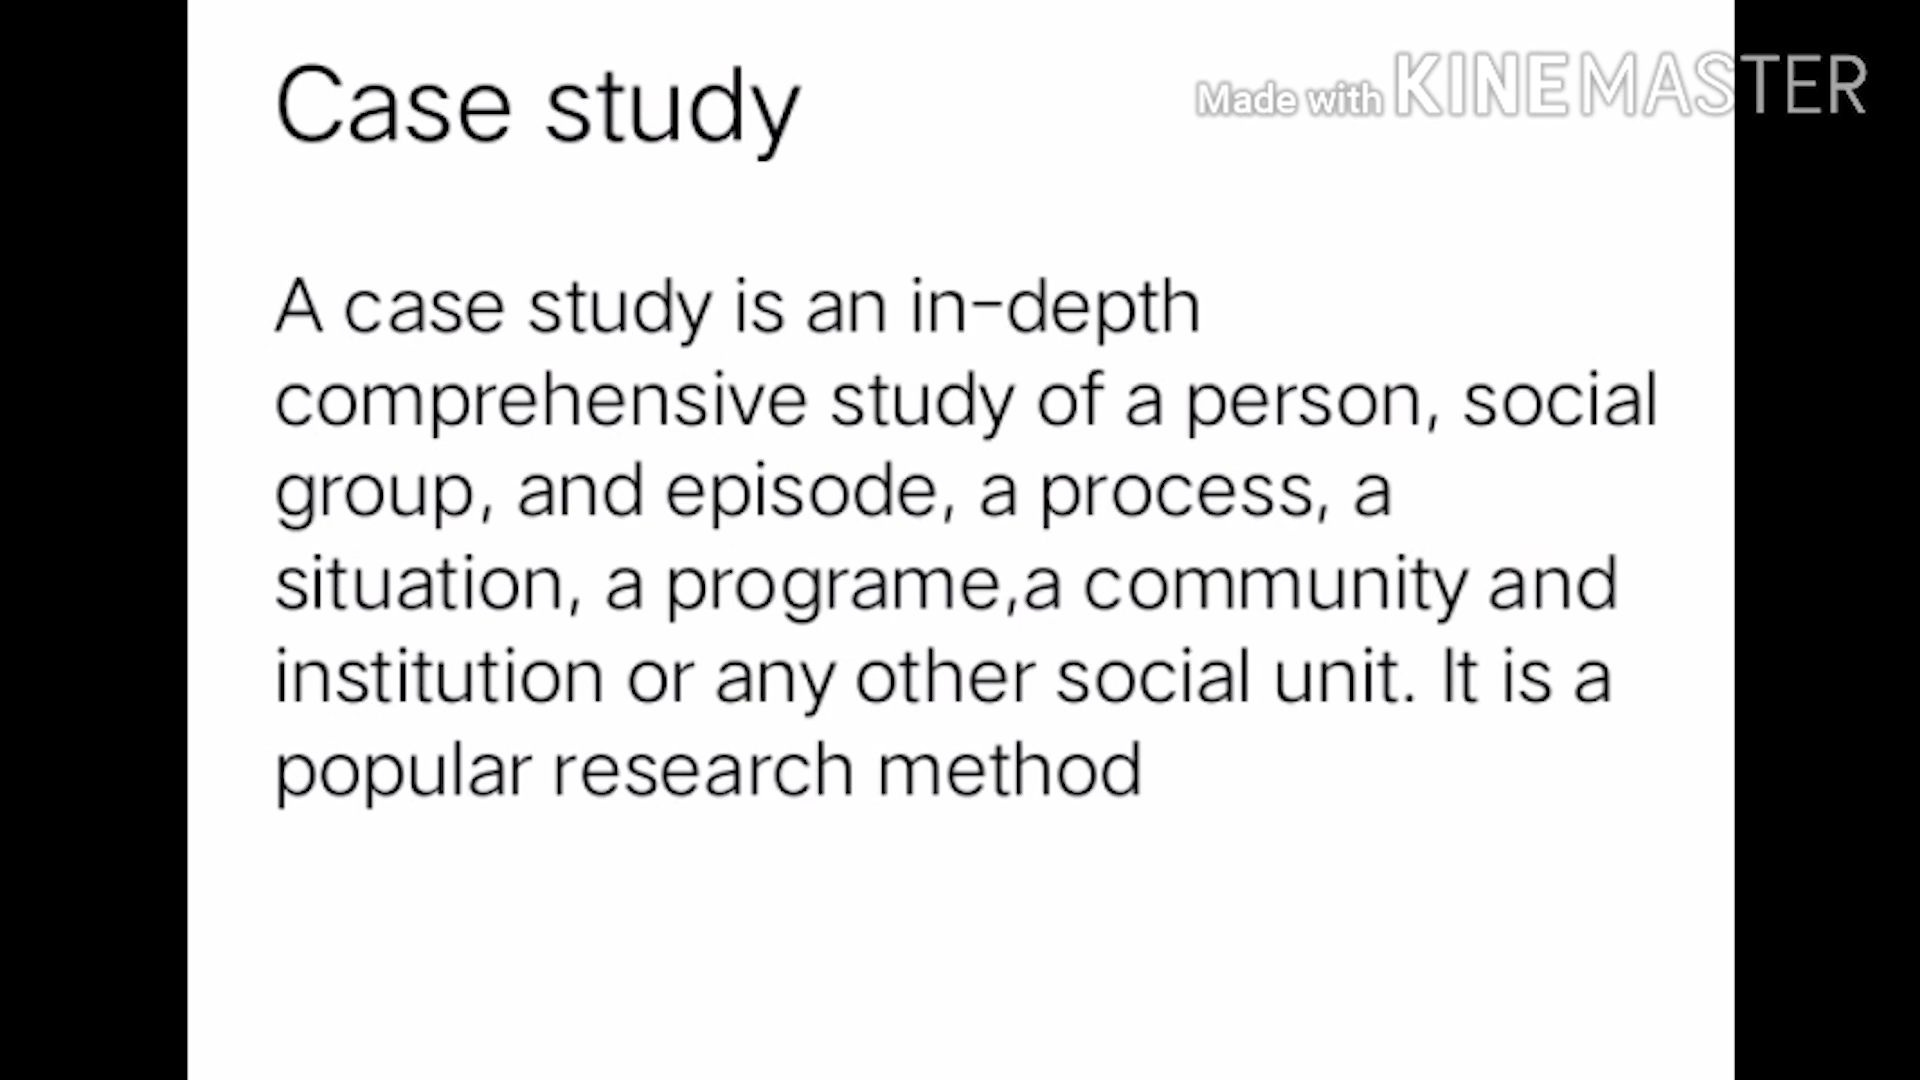 Case study
Made with KINEMASTER
A case study is an in-depth
comprehensive study of a person, social
group, and episode, a process, a
situation, a programe,a community and
institution or any other social unit. It is a
popular research method